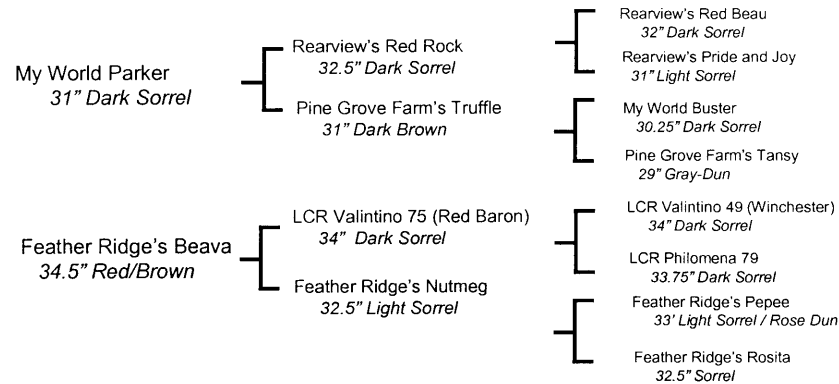 My World Parker
31" Dark Sorrel
Rearview's Red Rock
32.5" Dark Sorrel
Rearview's Red Beau
32" Dark Sorrel
Rearview's Pride and Joy
31" Light Sorrel
Pine Grove Farm's Truffle
31" Dark Brown
My World Buster
30.25" Dark Sorrel
Pine Grove Farm's Tansy
29" Gray-Dun
Feather Ridge's Beava
34.5" Red/Brown
LCR Valintino 75 (Red Baron)
34" Dark Sorrel
LCR Valintino 49 (Winchester)
34" Dark Sorrel
LCR Philomena 79
33.75" Dark Sorrel
Feather Ridge's Nutmeg
32.5" Light Sorrel
Feather Ridge's Pepee
33' Light Sorrel / Rose Dun
Feather Ridge's Rosita
32.5" Sorrel